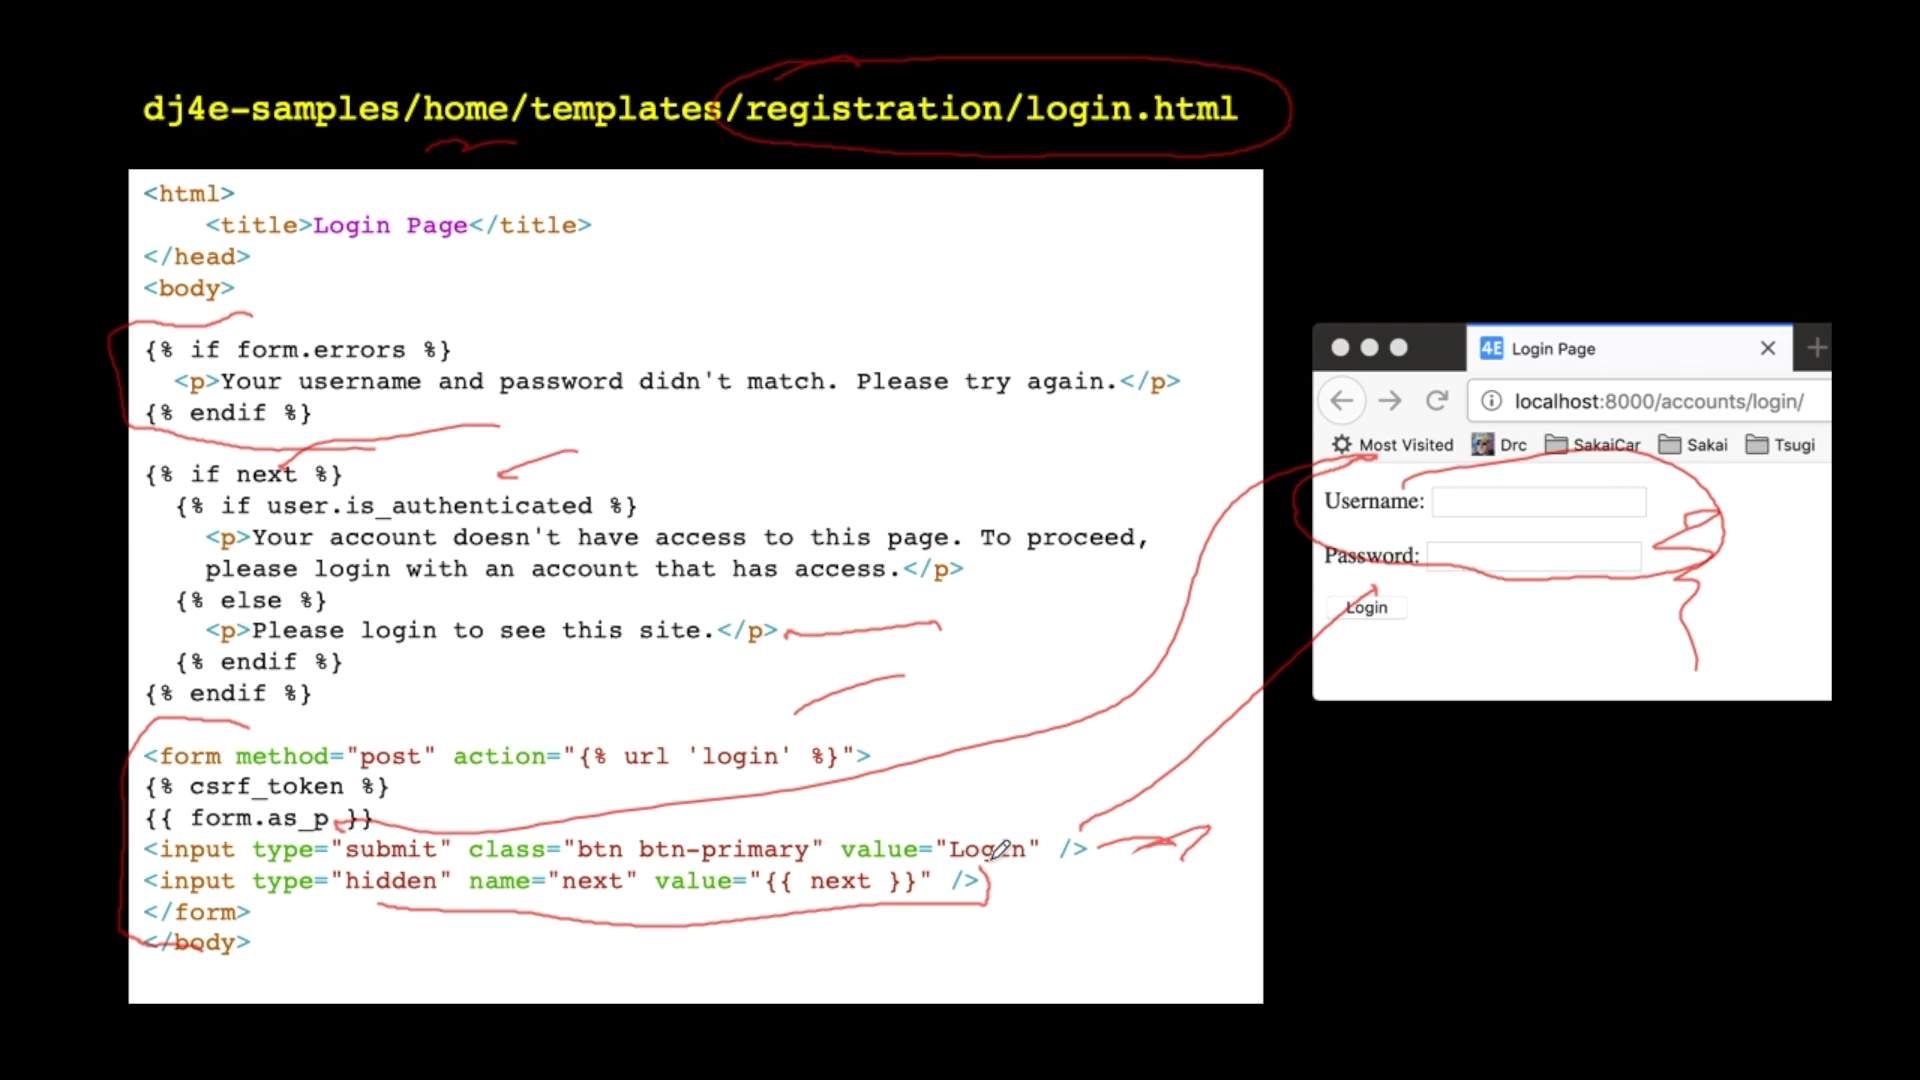 dj4e-samples/home/templates/registration/login.html
<html>
    <title>Login Page</title>
</head>
<body>
{% if form.errors %}
  <p>Your username and password didn't match. Please try again.</p>
{% endif %}
{% if next %}
  {% if user.is_authenticated %}
    <p>Your account doesn't have access to this page. To proceed,
    please login with an account that has access.</p>
  {% else %}
    <p>Please login to see this site.</p>
  {% endif %}
{% endif %}
<form method="post" action="{% url 'login' %}">
{% csrf_token %}
{{ form.as_p }}
<input type="submit" class="btn btn-primary" value="Login" />
<input type="hidden" name="next" value="{{ next }}" />
</form>
</body>
4E Login Page
localhost:8000/accounts/login/
Most Visited Drc SakaiCar Sakai Tsugi
Username:
Password:
Login